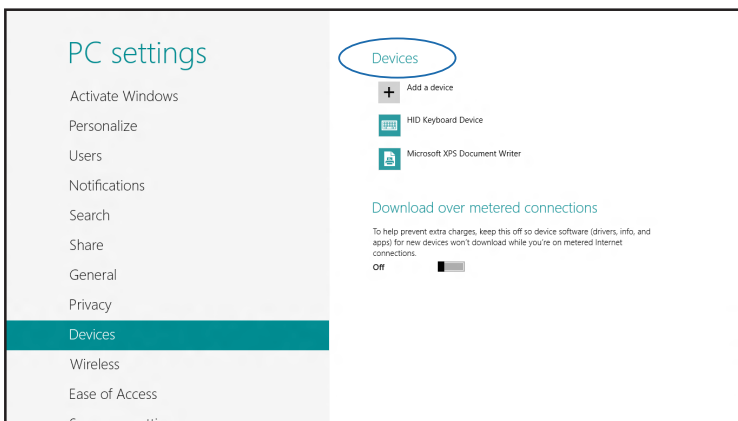 PC settings
Activate Windows
Personalize
Users
Notifications
Search
Share
General
Privacy
Devices
Wireless
Ease of Access
Devices
Add a device
HID Keyboard Device
Microsoft XPS Document Writer
Download over metered connections
To help prevent extra charges, keep this off so device software (drivers, info, and
apps) for new devices won't download while you're on metered Internet
connections.
Off